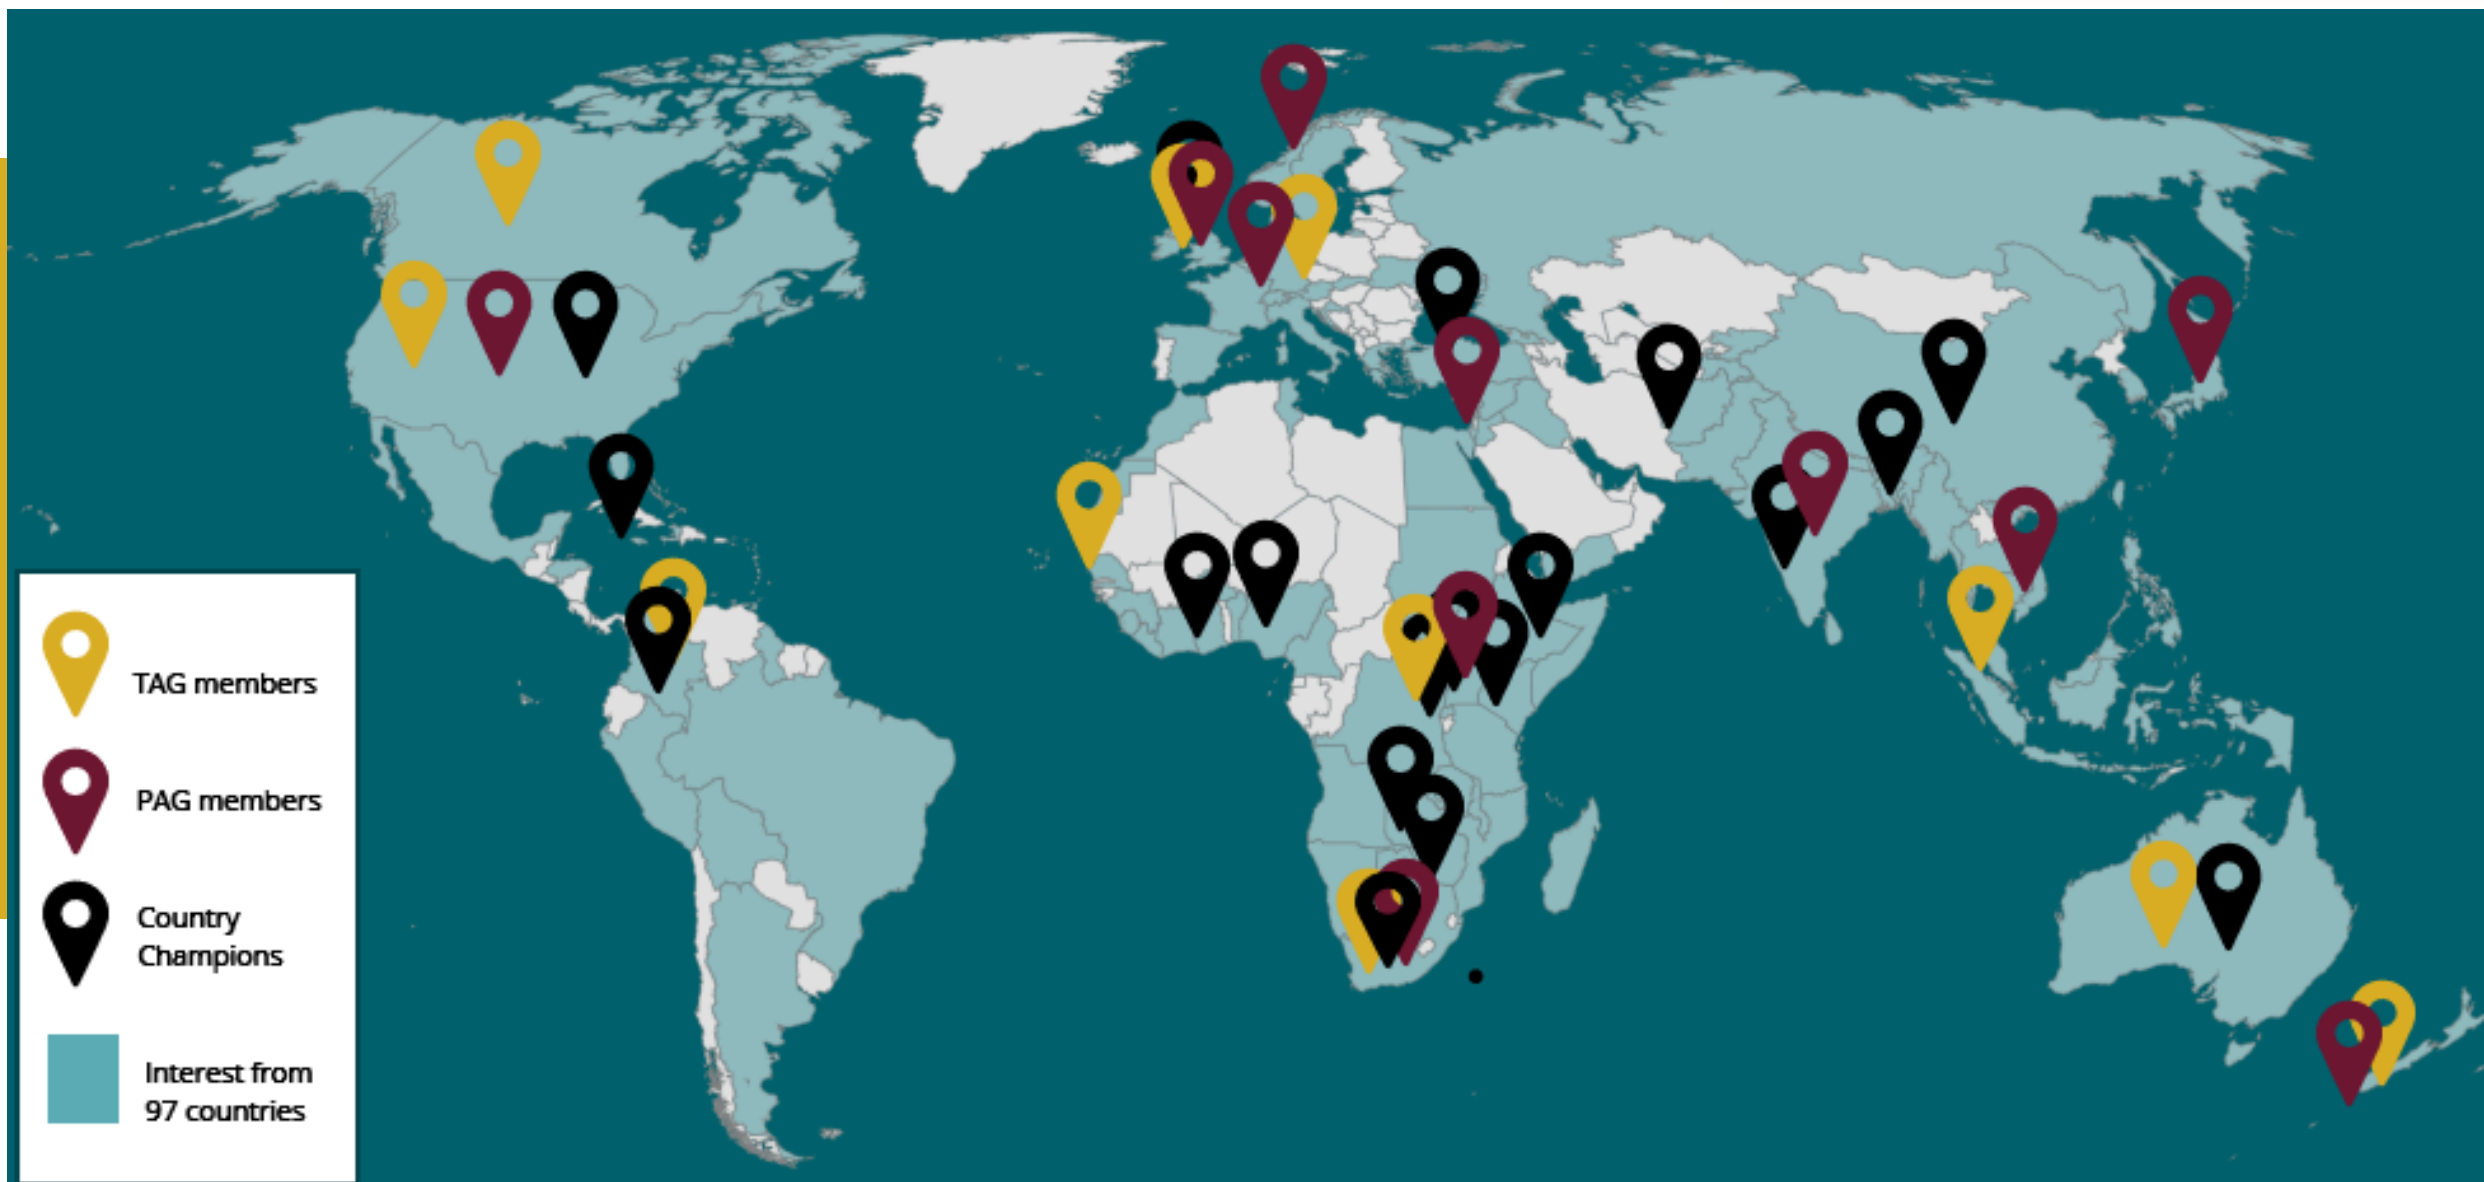 TAG members
PAG members
Country
Champions
Interest from
97 countries